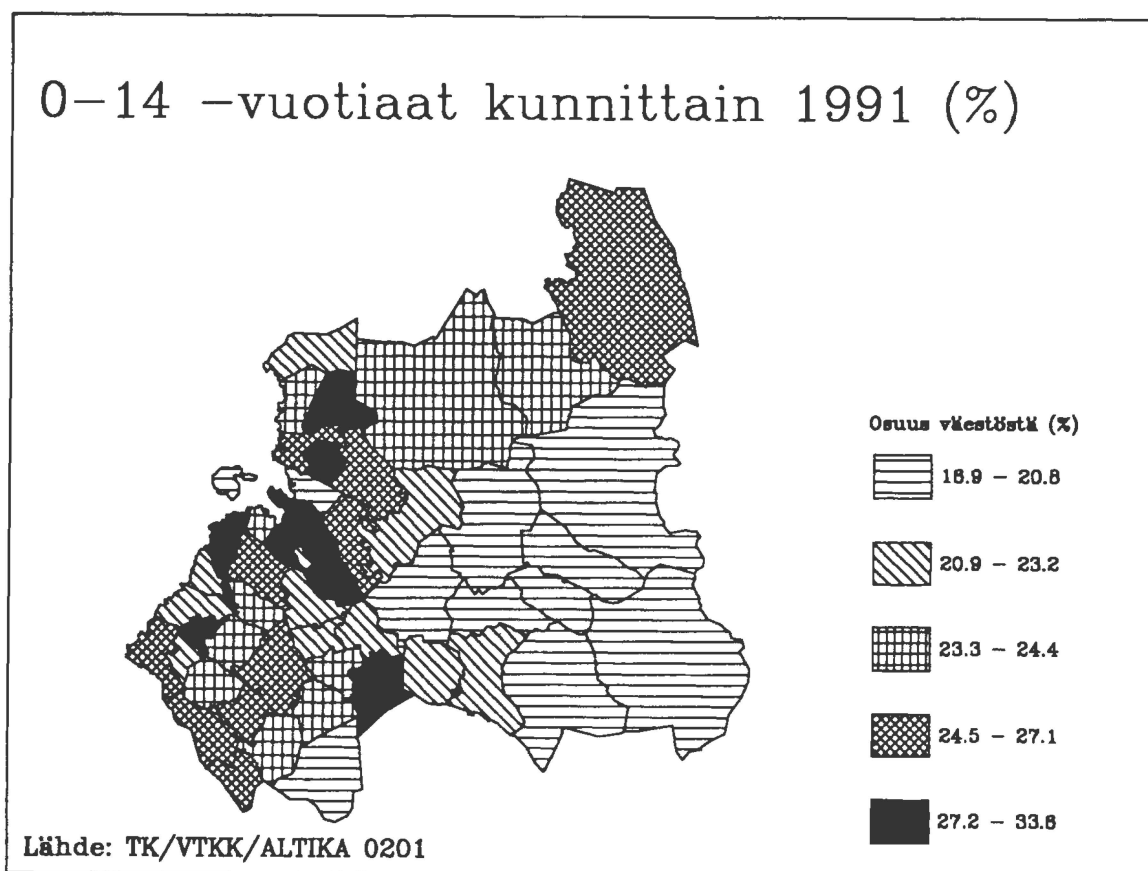 0-14 -vuotiaat kunnittain 1991 (%)
Osuus väestöstä (%)
16.9 - 20.8
20.9 - 23.2
23.3 - 24.4
24.5 - 27.1
27.2 - 33.6
Lähde: TK/VTKK/ALTIKA 0201